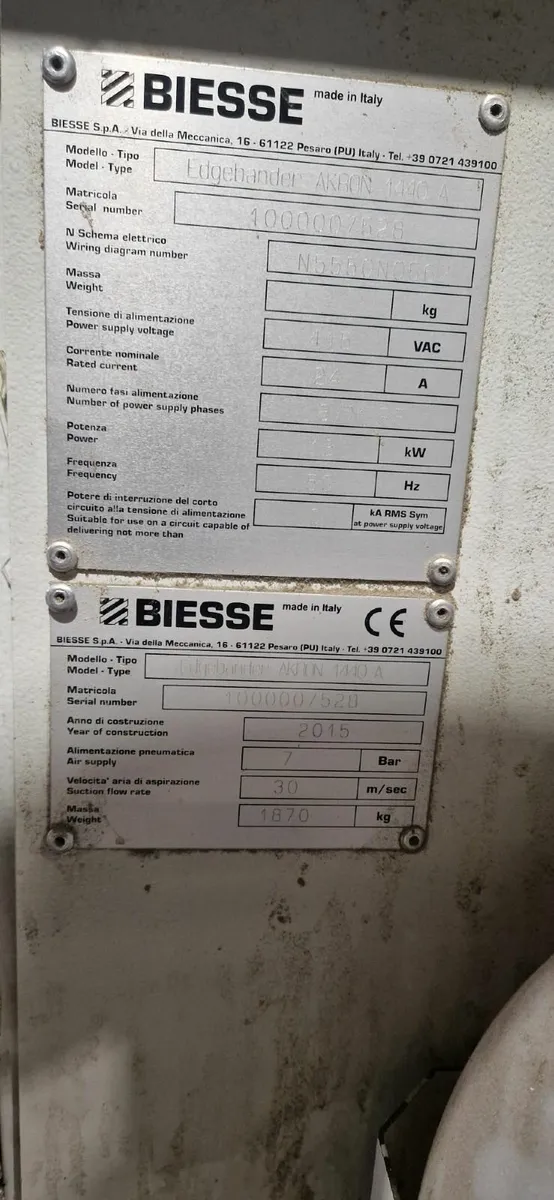 BIESSE made in Italy
BIESSE S.p.A. - Via della Meccanica, 16 - 61122 Pesaro (PU) Italy - Tel. +39 0721 439100
Modello - Tipo
Model - Type
Edgebander AKRON 1440 A
Matricola
Serial number
100000/528
N Schema elettrico
Wiring diagram number
Massa
Weight
kg
Tensione di alimentazione
Power supply voltage
VAC
Corrente nominale
Rated current
A
Numero fasi alimentazione
Number of power supply phases
Potenza
Power
kW
Frequenza
Frequency
Hz
Potere di interruzione del corto
circuito alla tensione di alimentazione
Suitable for use on a circuit capable of
delivering not more than
kA RMS Sym
at power supply voltage
BIESSE made in Italy CE
BIESSE S.p.A. - Via della Meccanica, 16 - 61122 Pesaro (PU) Italy - Tel. +39 0721 439100
Modello - Tipo
Model - Type
Edgebander AKRON 1440 A
Matricola
Serial number
100000/528
Anno di costruzione
Year of construction
2015
Alimentazione pneumatica
Air supply
7 Bar
Velocita' aria di aspirazione
Suction flow rate
30 m/sec
Massa
Weight
1870 kg